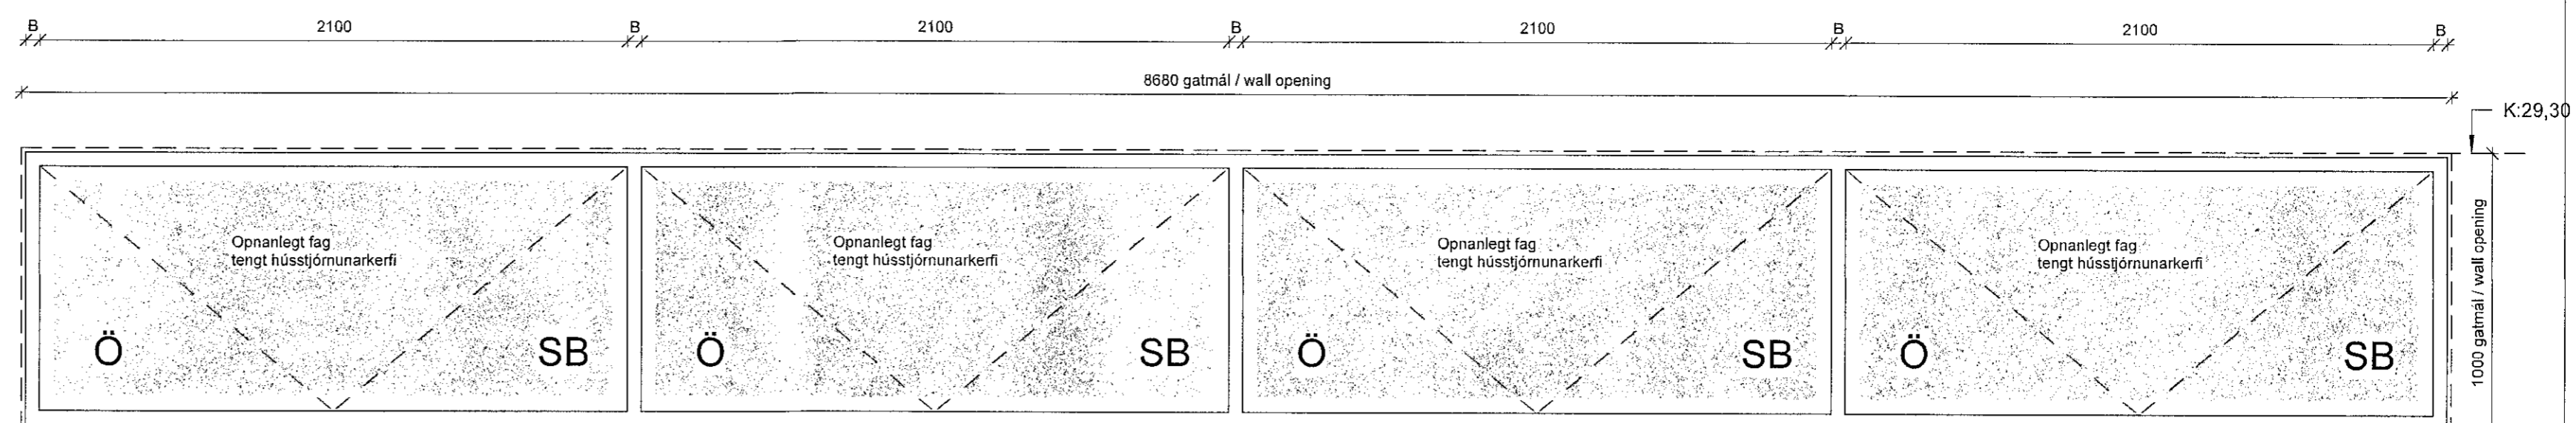 B 2100 B 2100 B 2100 B 2100 B
8680 gatmál / wall opening
K:29,30
Opnanlegt fag
tengt hússtjórnunarkerfi
Opnanlegt fag
tengt hússtjórnunarkerfi
Opnanlegt fag
tengt hússtjórnunarkerfi
Opnanlegt fag
tengt hússtjórnunarkerfi
Ö SB Ö SB Ö SB Ö SB
1000 gatmál / wall opening